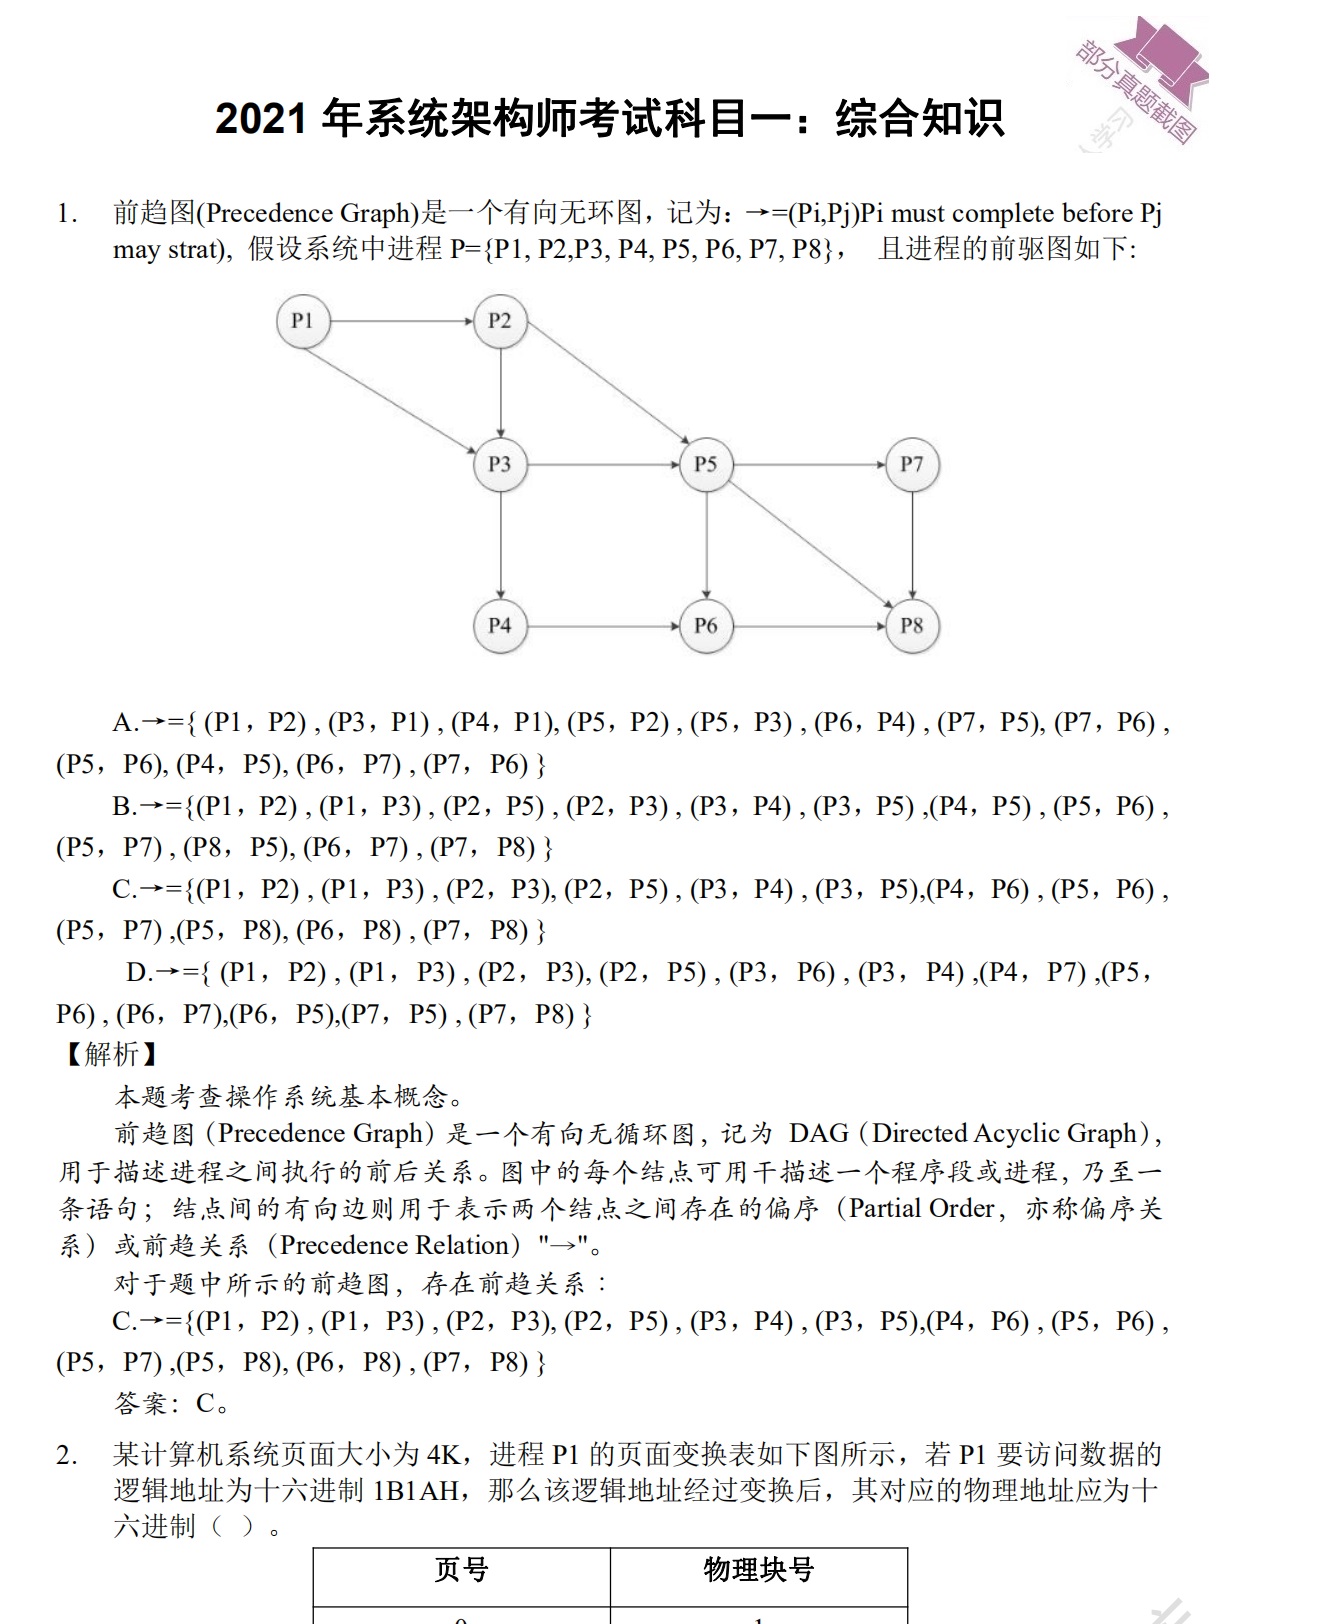 部分真题截图
学习
2021 年系统架构师考试科目一：综合知识
1. 前趋图(Precedence Graph)是一个有向无环图，记为：→=(Pi,Pj)Pi must complete before Pj
may strat), 假设系统中进程 P={P1, P2,P3, P4, P5, P6, P7, P8}， 且进程的前驱图如下:
P1
P2
P3
P5
P7
P4
P6
P8
A.→={ (P1，P2) , (P3，P1) , (P4，P1), (P5，P2) , (P5，P3) , (P6，P4) , (P7，P5), (P7，P6) ,
(P5，P6), (P4，P5), (P6，P7) , (P7，P6) }
B.→={(P1，P2) , (P1，P3) , (P2，P5) , (P2，P3) , (P3，P4) , (P3，P5) ,(P4，P5) , (P5，P6) ,
(P5，P7) , (P8，P5), (P6，P7) , (P7，P8) }
C.→={(P1，P2) , (P1，P3) , (P2，P3), (P2，P5) , (P3，P4) , (P3，P5),(P4，P6) , (P5，P6) ,
(P5，P7) ,(P5，P8), (P6，P8) , (P7，P8) }
D.→={ (P1，P2) , (P1，P3) , (P2，P3), (P2，P5) , (P3，P6) , (P3，P4) ,(P4，P7) ,(P5，
P6) , (P6，P7),(P6，P5),(P7，P5) , (P7，P8) }
【解析】
本题考查操作系统基本概念。
前趋图（Precedence Graph）是一个有向无循环图，记为 DAG（Directed Acyclic Graph），
用于描述进程之间执行的前后关系。图中的每个结点可用干描述一个程序段或进程，乃至一
条语句；结点间的有向边则用于表示两个结点之间存在的偏序（Partial Order，亦称偏序关
系）或前趋关系（Precedence Relation）"→"。
对于题中所示的前趋图，存在前趋关系：
C.→={(P1，P2) , (P1，P3) , (P2，P3), (P2，P5) , (P3，P4) , (P3，P5),(P4，P6) , (P5，P6) ,
(P5，P7) ,(P5，P8), (P6，P8) , (P7，P8) }
答案：C。
2. 某计算机系统页面大小为 4K，进程 P1 的页面变换表如下图所示，若 P1 要访问数据的
逻辑地址为十六进制 1B1AH，那么该逻辑地址经过变换后，其对应的物理地址应为十
六进制（ ）。
页号 物理块号